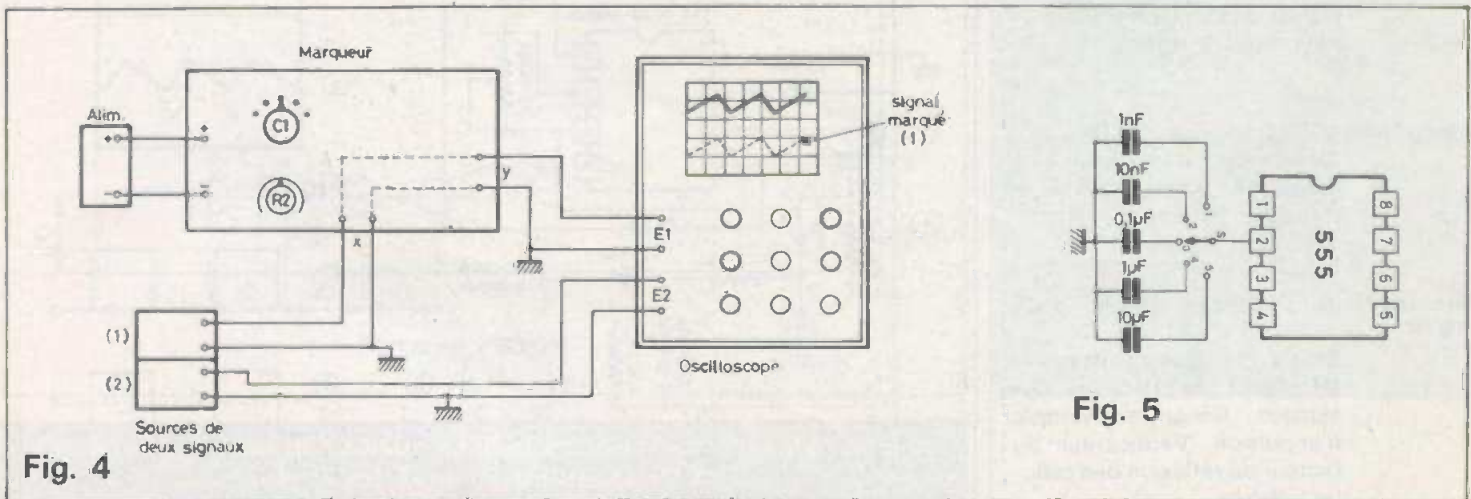 Marqueur
Alim.
+
+
-
-
C1
R2
x
y
signal
marqué
(1)
E1
E2
Oscilloscope
(1)
(2)
Sources de
deux signaux
Fig. 4
1nF
10nF
0,1µF
1µF
10µF
1
2
4
5
S
555
1
2
3
4
8
7
6
5
Fig. 5